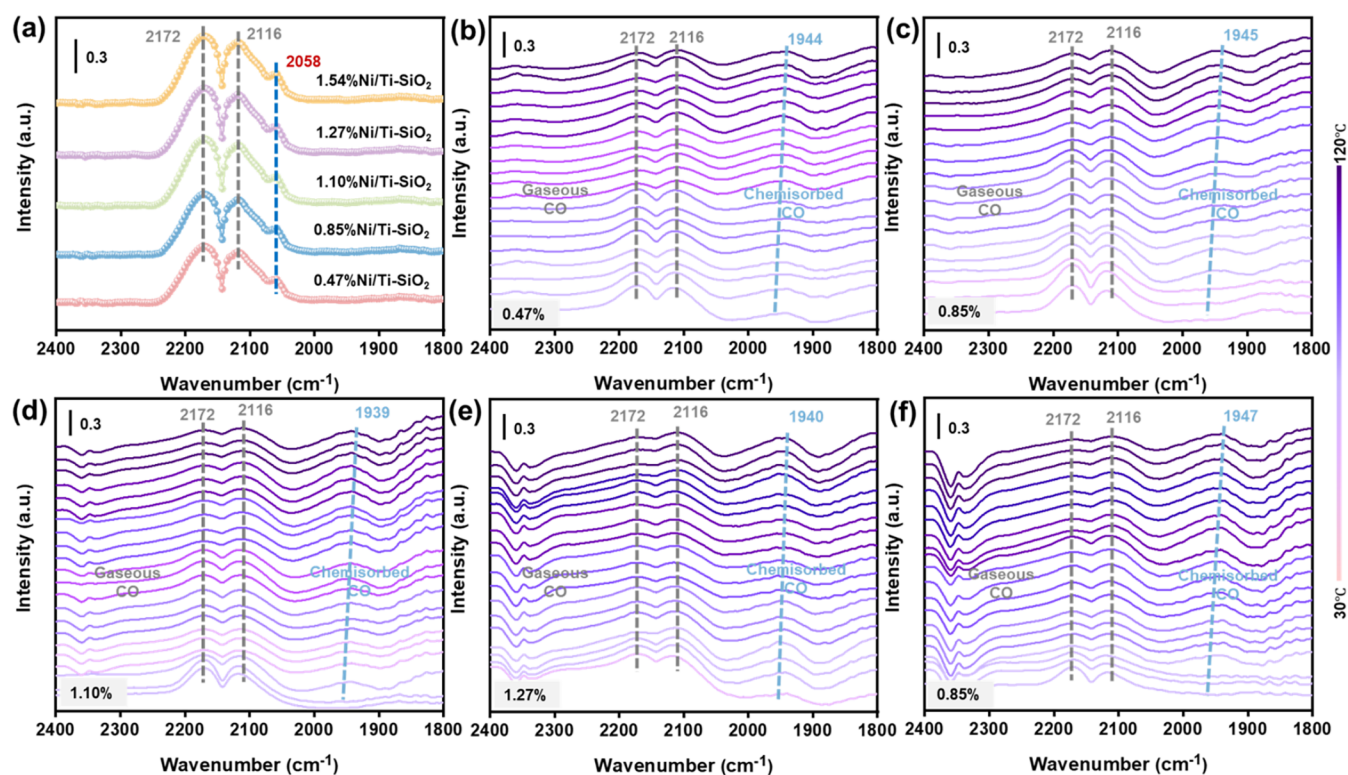 (a)
0.3
2172
2116
2058
1.54%Ni/Ti-SiO2
1.27%Ni/Ti-SiO2
1.10%Ni/Ti-SiO2
0.85%Ni/Ti-SiO2
0.47%Ni/Ti-SiO2
Intensity (a.u.)
2400 2300 2200 2100 2000 1900 1800
Wavenumber (cm-1)
(b)
0.3
2172
2116
1944
Gaseous
CO
Chemisorbed
CO
0.47%
Intensity (a.u.)
2400 2300 2200 2100 2000 1900 1800
Wavenumber (cm-1)
(c)
0.3
2172
2116
1945
Gaseous
CO
Chemisorbed
CO
0.85%
Intensity (a.u.)
2400 2300 2200 2100 2000 1900 1800
Wavenumber (cm-1)
120°C
30°C
(d)
0.3
2172
2116
1939
Gaseous
CO
Chemisorbed
CO
1.10%
Intensity (a.u.)
2400 2300 2200 2100 2000 1900 1800
Wavenumber (cm-1)
(e)
0.3
2172
2116
1940
Gaseous
CO
Chemisorbed
CO
1.27%
Intensity (a.u.)
2400 2300 2200 2100 2000 1900 1800
Wavenumber (cm-1)
(f)
0.3
2172
2116
1947
Gaseous
CO
Chemisorbed
CO
0.85%
Intensity (a.u.)
2400 2300 2200 2100 2000 1900 1800
Wavenumber (cm-1)